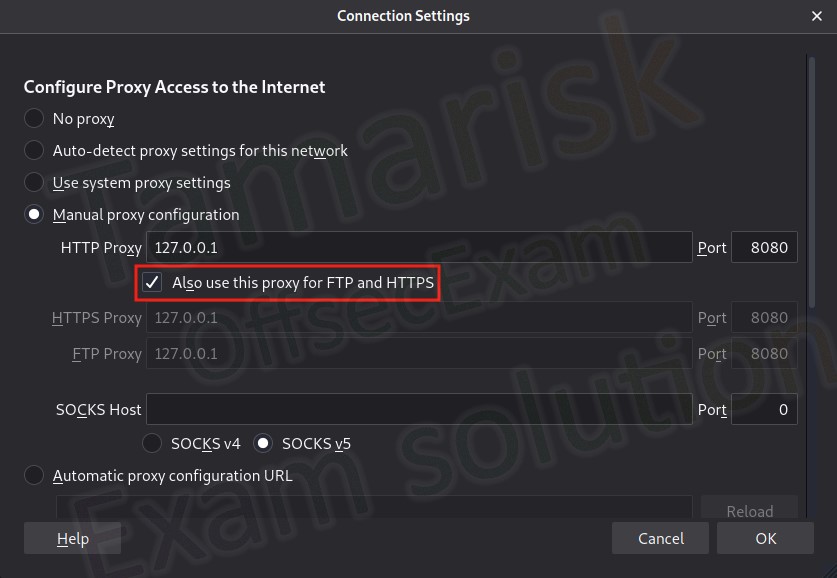 Connection Settings
Configure Proxy Access to the Internet
No proxy
Auto-detect proxy settings for this network
Use system proxy settings
Manual proxy configuration
HTTP Proxy 127.0.0.1 Port 8080
Also use this proxy for FTP and HTTPS
HTTPS Proxy 127.0.0.1 Port 8080
FTP Proxy 127.0.0.1 Port 8080
SOCKS Host Port 0
SOCKS v4 SOCKS v5
Automatic proxy configuration URL
Reload
Help Cancel OK
Tamarisk
OffsecExam
Exam solution